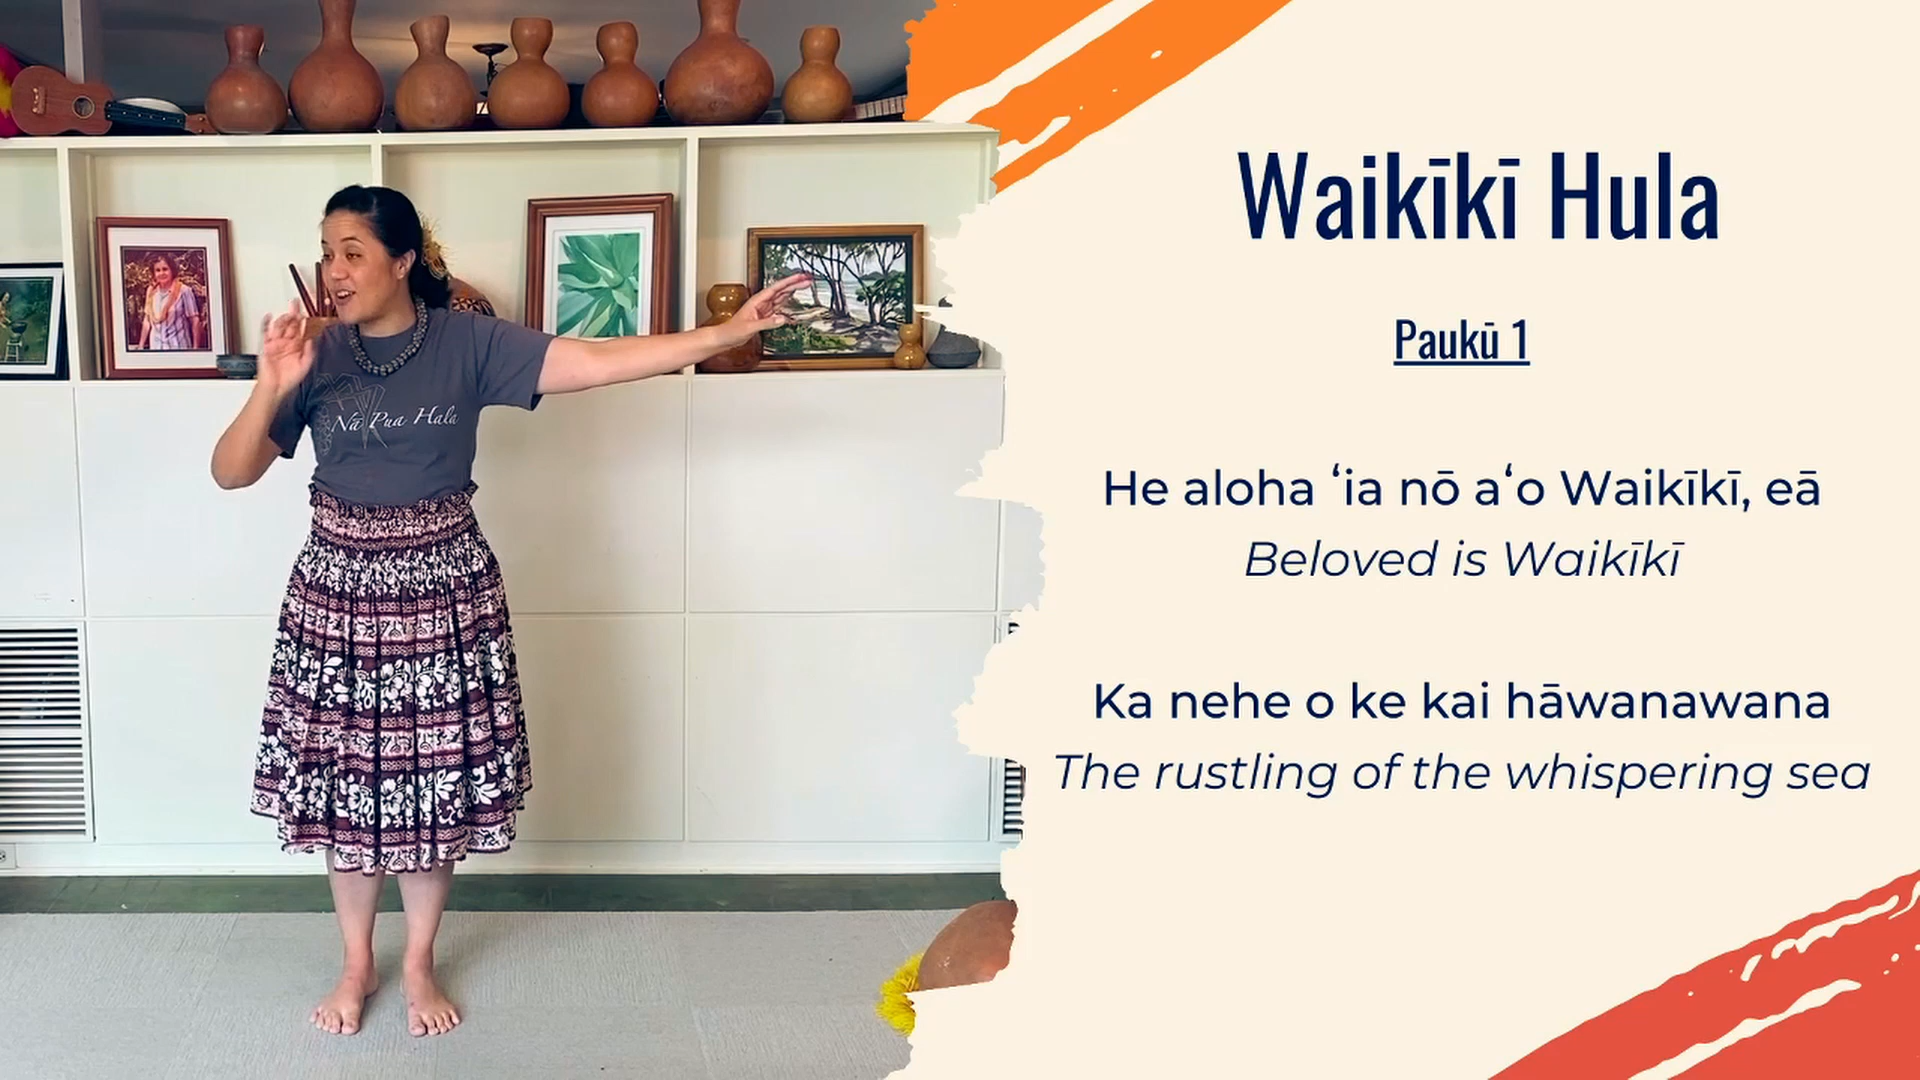 Nā Pua Hala
Waikīkī Hula
Paukū 1
He aloha ʻia nō aʻo Waikīkī, eā
Beloved is Waikīkī
Ka nehe o ke kai hāwanawana
The rustling of the whispering sea